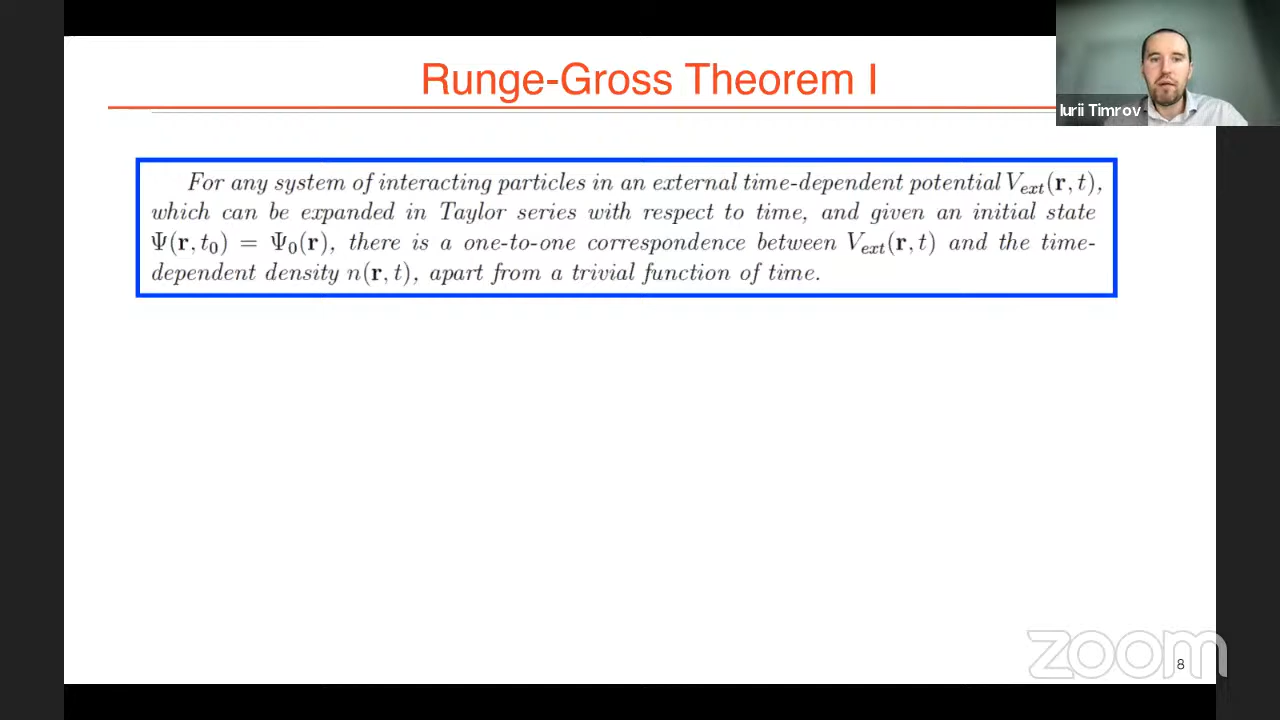 Runge-Gross Theorem I
Iurii Timrov
For any system of interacting particles in an external time-dependent potential V_ext(r, t),
which can be expanded in Taylor series with respect to time, and given an initial state
Ψ(r, t₀) = Ψ₀(r), there is a one-to-one correspondence between V_ext(r, t) and the time-
dependent density n(r, t), apart from a trivial function of time.
zoom
8